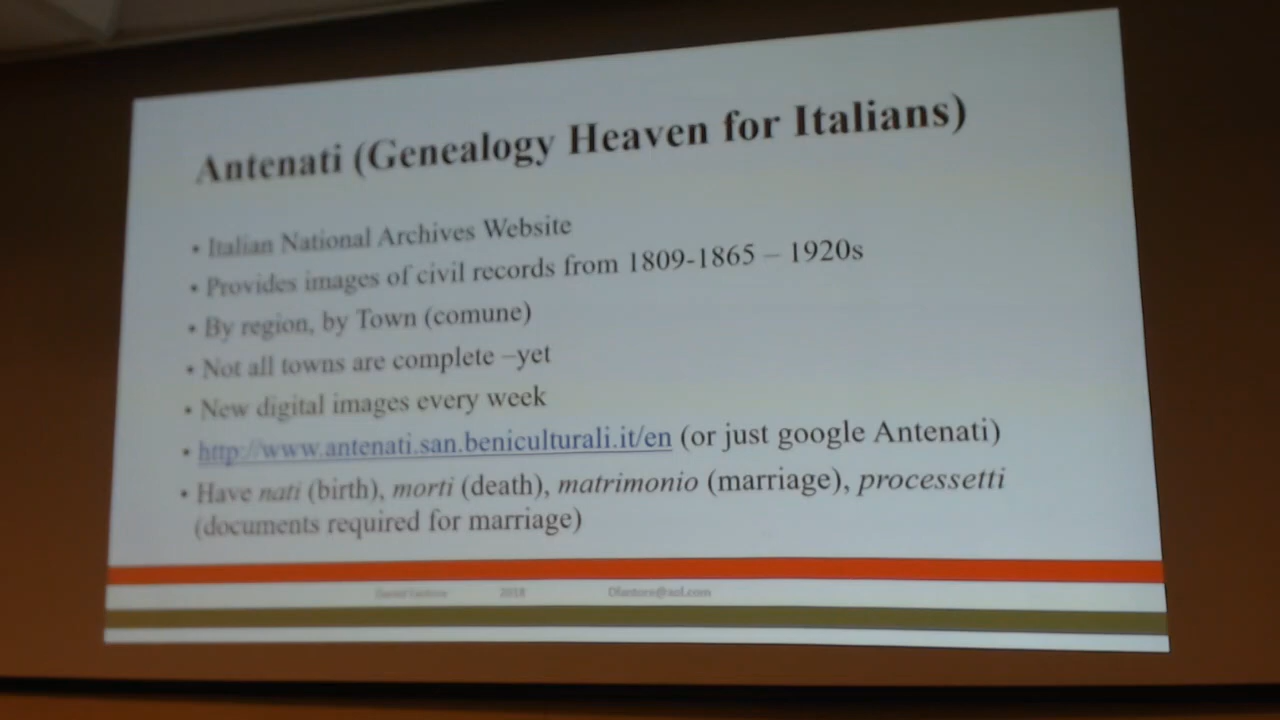 Antenati (Genealogy Heaven for Italians)
• Italian National Archives Website
• Provides images of civil records from 1809-1865 – 1920s
• By region, by Town (comune)
• Not all towns are complete –yet
• New digital images every week
• http://www.antenati.san.beniculturali.it/en (or just google Antenati)
• Have nati (birth), morti (death), matrimonio (marriage), processetti
(documents required for marriage)
2018